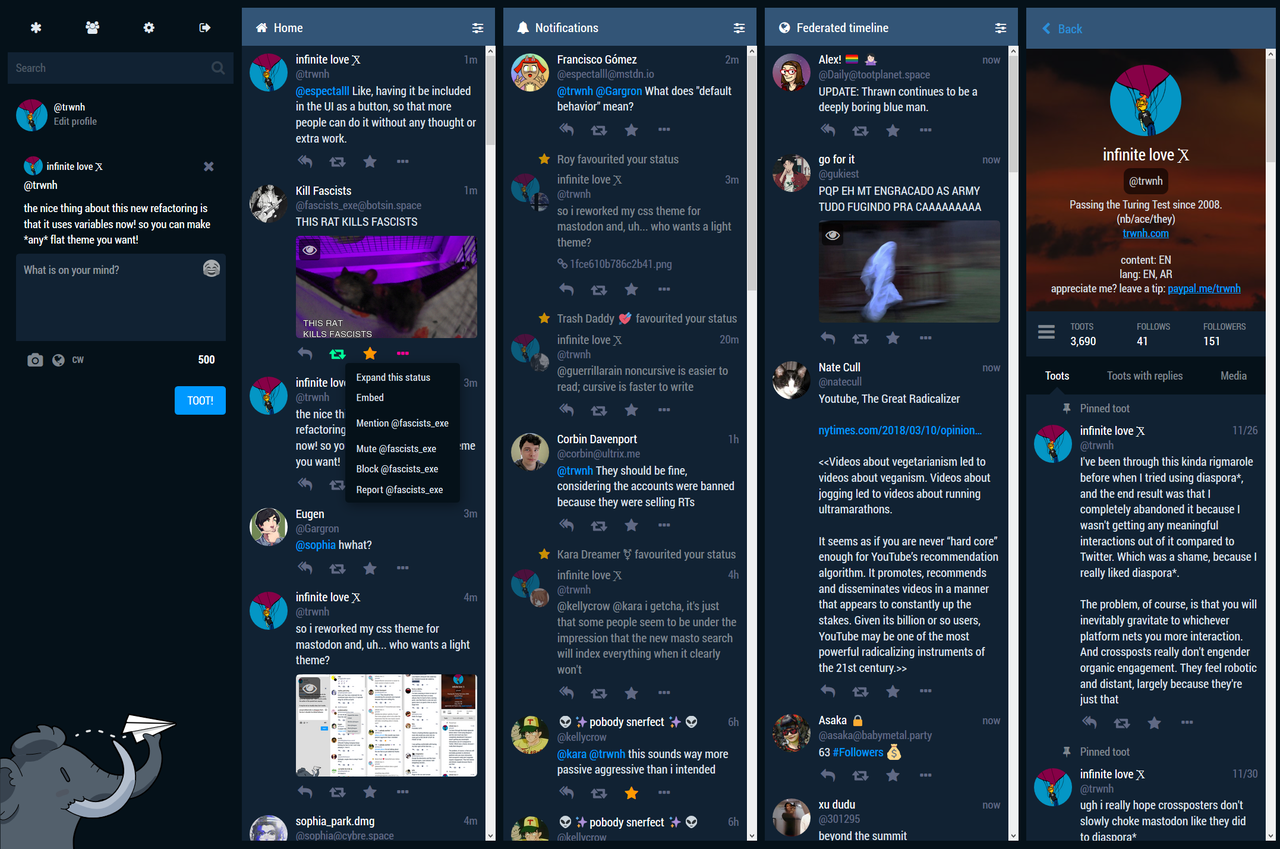 Search
@trwnh
Edit profile
infinite love 𝕏
@trwnh
the nice thing about this new refactoring is
that it uses variables now! so you can make
*any* flat theme you want!
What is on your mind?
CW
500
TOOT!
Home
infinite love 𝕏
1m
@trwnh
@espectalll Like, having it be included
in the UI as a button, so that more
people can do it without any thought or
extra work.
Kill Fascists
1m
@fascists_exe@botsin.space
THIS RAT KILLS FASCISTS
THIS RAT
KILLS FASCISTS
Expand this status
Embed
Mention @fascists_exe
Mute @fascists_exe
Block @fascists_exe
Report @fascists_exe
infinite lov
3m
@trwnh
the nice th
refactoring
now! so yo
eme
you want!
Eugen
3m
@Gargron
@sophia hwhat?
infinite love 𝕏
4m
@trwnh
so i reworked my css theme for
mastodon and, uh... who wants a light
theme?
sophia_park.dmg
4m
@sophia@cybre.space
Notifications
Francisco Gómez
2m
@espectalll@mstdn.io
@trwnh @Gargron What does "default
behavior" mean?
Roy favourited your status
infinite love 𝕏
3m
@trwnh
so i reworked my css theme for
mastodon and, uh... who wants a light
theme?
1fce610b786c2b41.png
Trash Daddy 💘 favourited your status
infinite love 𝕏
20m
@trwnh
@guerrillarain noncursive is easier to
read; cursive is faster to write
Corbin Davenport
1h
@corbin@ultrix.me
@trwnh They should be fine,
considering the accounts were banned
because they were selling RTs
Kara Dreamer ⚧ favourited your status
infinite love 𝕏
4h
@trwnh
@kellycrow @kara i getcha, it's just
that some people seem to be under the
impression that the new masto search
will index everything when it clearly
won't
👽 ✨ pobody snerfect ✨ 👽
6h
@kellycrow
@kara @trwnh this sounds way more
passive aggressive than i intended
👽 ✨ pobody snerfect ✨ 👽
6h
@kellycrow
Federated timeline
Alex!
now
@Daily@tootplanet.space
UPDATE: Thrawn continues to be a
deeply boring blue man.
go for it
now
@gukiest
PQP EH MT ENGRACADO AS ARMY
TUDO FUGINDO PRA CAAAAAAAAA
Nate Cull
now
@natecull
Youtube, The Great Radicalizer
nytimes.com/2018/03/10/opinion...
<<Videos about vegetarianism led to
videos about veganism. Videos about
jogging led to videos about running
ultramarathons.
It seems as if you are never “hard core”
enough for YouTube’s recommendation
algorithm. It promotes, recommends
and disseminates videos in a manner
that appears to constantly up the
stakes. Given its billion or so users,
YouTube may be one of the most
powerful radicalizing instruments of
the 21st century.>>
Asaka 🔒
now
@asaka@babymetal.party
63 #Followers 💰
xu dudu
now
@301295
beyond the summit
Back
infinite love 𝕏
@trwnh
Passing the Turing Test since 2008.
(nb/ace/they)
trwnh.com
content: EN
lang: EN, AR
appreciate me? leave a tip: paypal.me/trwnh
TOOTS
3,690
FOLLOWS
41
FOLLOWERS
151
Toots
Toots with replies
Media
Pinned toot
infinite love 𝕏
11/26
@trwnh
I've been through this kinda rigmarole
before when I tried using diaspora*,
and the end result was that I
completely abandoned it because I
wasn't getting any meaningful
interactions out of it compared to
Twitter. Which was a shame, because I
really liked diaspora*.
The problem, of course, is that you will
inevitably gravitate to whichever
platform nets you more interaction.
And crossposts really don't engender
organic engagement. They feel robotic
and distant, largely because they're
just that
Pinned toot
infinite love 𝕏
11/30
@trwnh
ugh i really hope crossposters don't
slowly choke mastodon like they did
to diaspora*